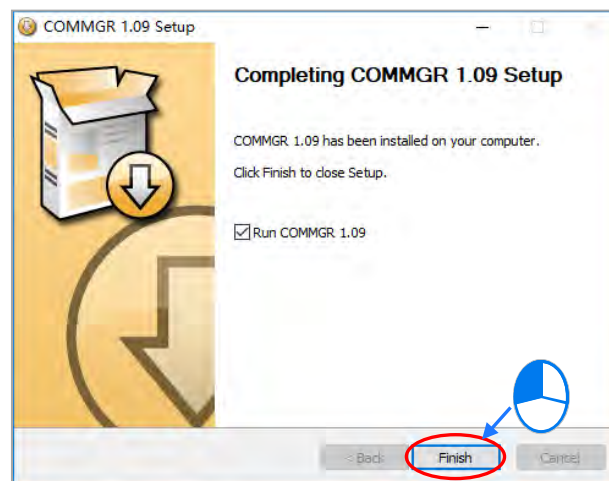 COMMGR 1.09 Setup
Completing COMMGR 1.09 Setup
COMMGR 1.09 has been installed on your computer.
Click Finish to close Setup.
Run COMMGR 1.09
< Back Finish Cancel